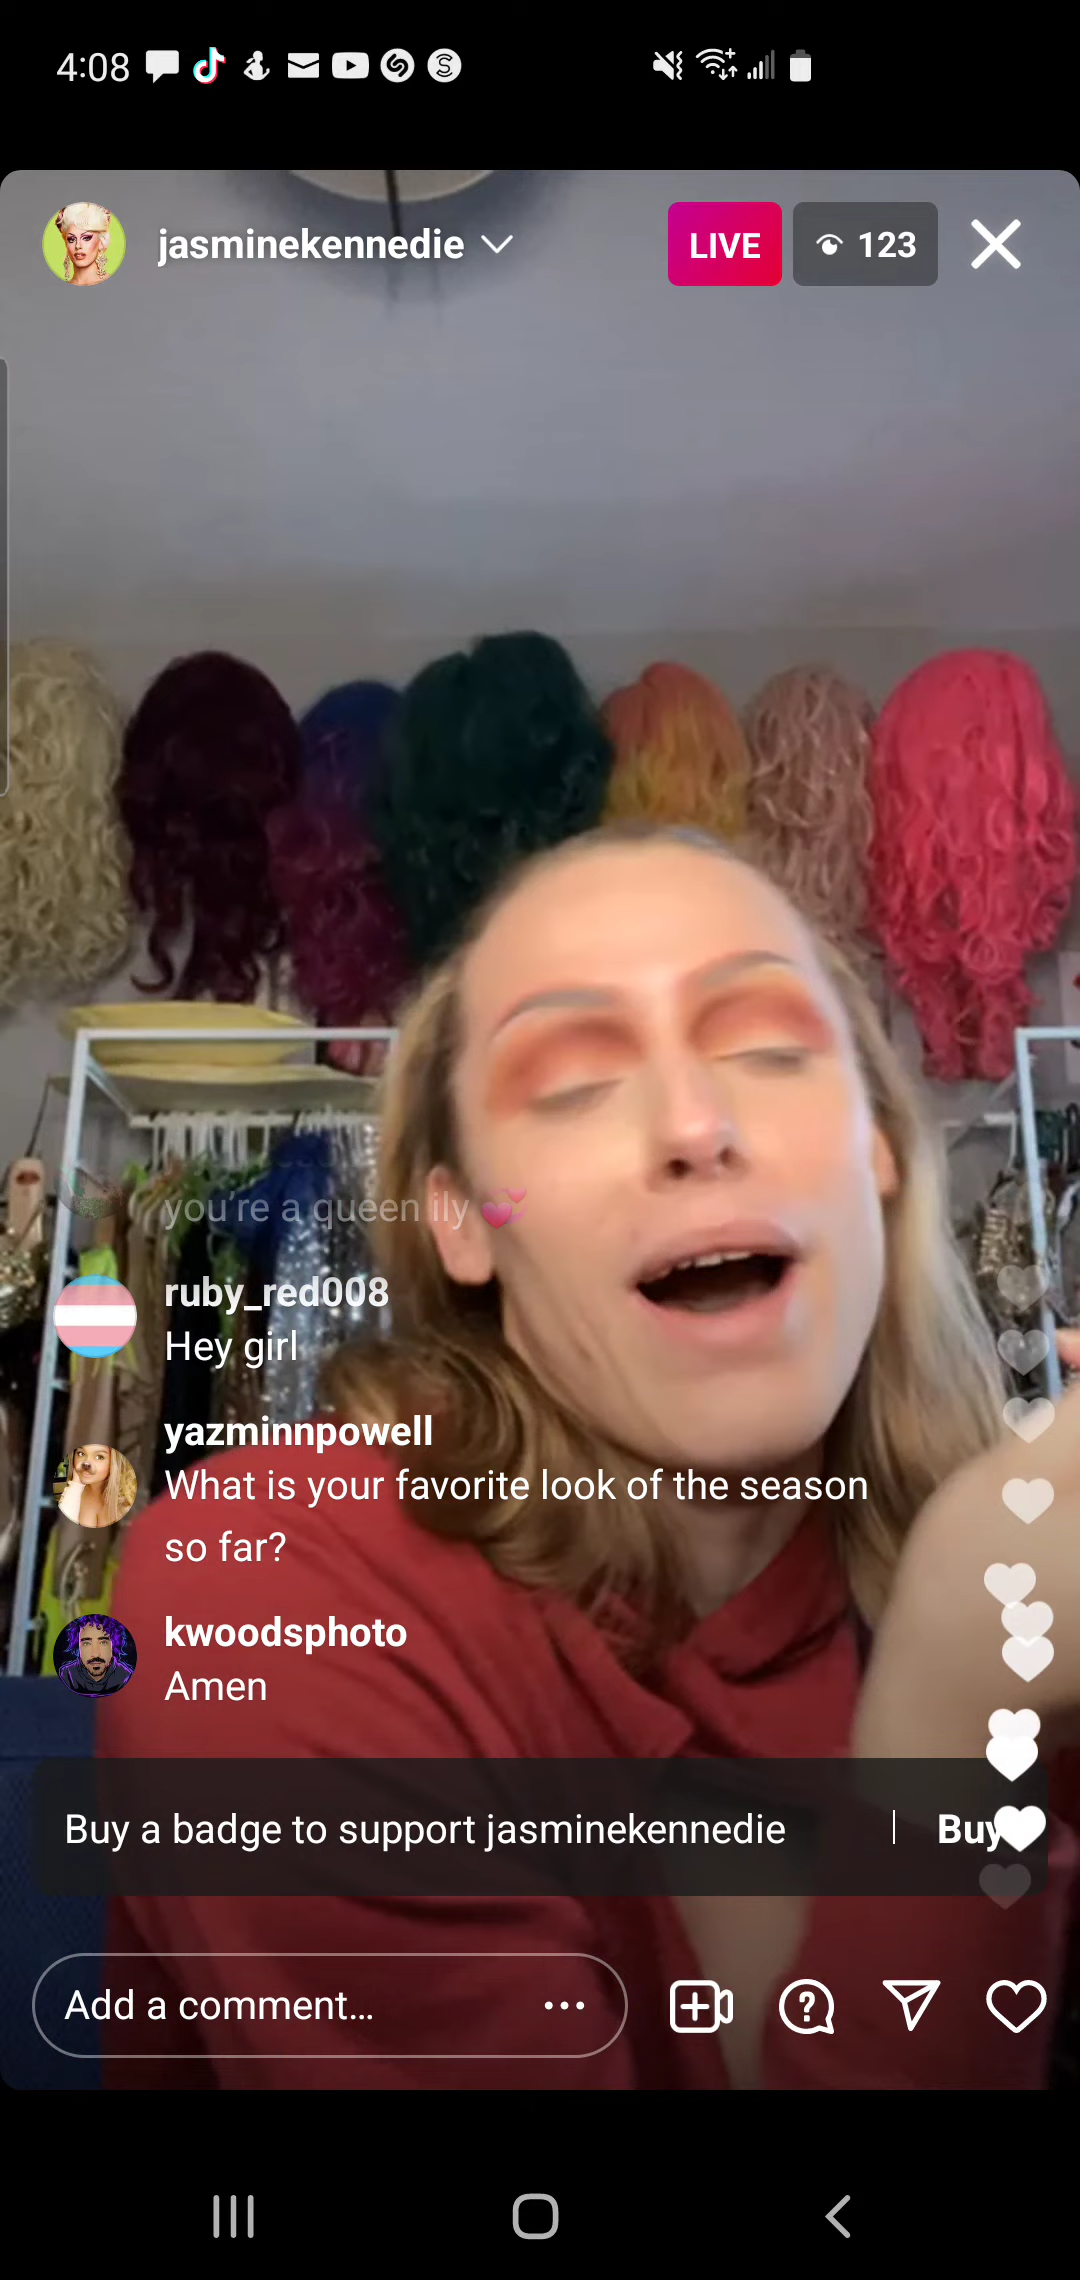 4:08
jasminekennedie
LIVE
123
you're a queen ily 💞
ruby_red008
Hey girl
yazminnpowell
What is your favorite look of the season
so far?
kwoodsphoto
Amen
Buy a badge to support jasminekennedie | Buy
Add a comment...